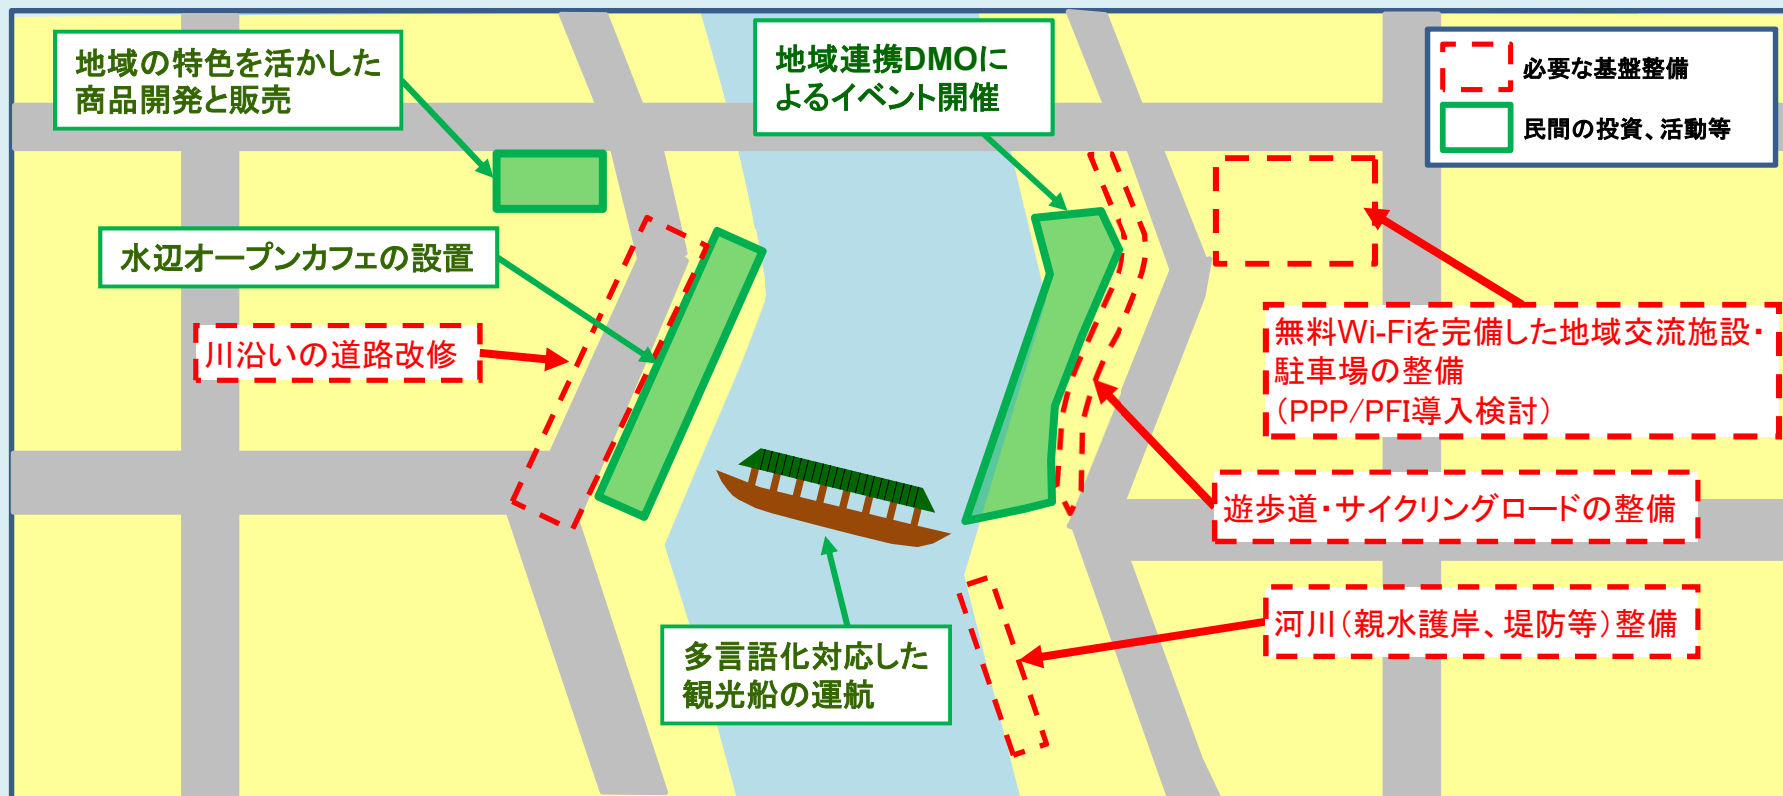 地域の特色を活かした
商品開発と販売
地域連携DMOに
よるイベント開催
必要な基盤整備
民間の投資、活動等
水辺オープンカフェの設置
川沿いの道路改修
無料Wi-Fiを完備した地域交流施設・
駐車場の整備
（PPP/PFI導入検討）
遊歩道・サイクリングロードの整備
河川（親水護岸、堤防等）整備
多言語化対応した
観光船の運航